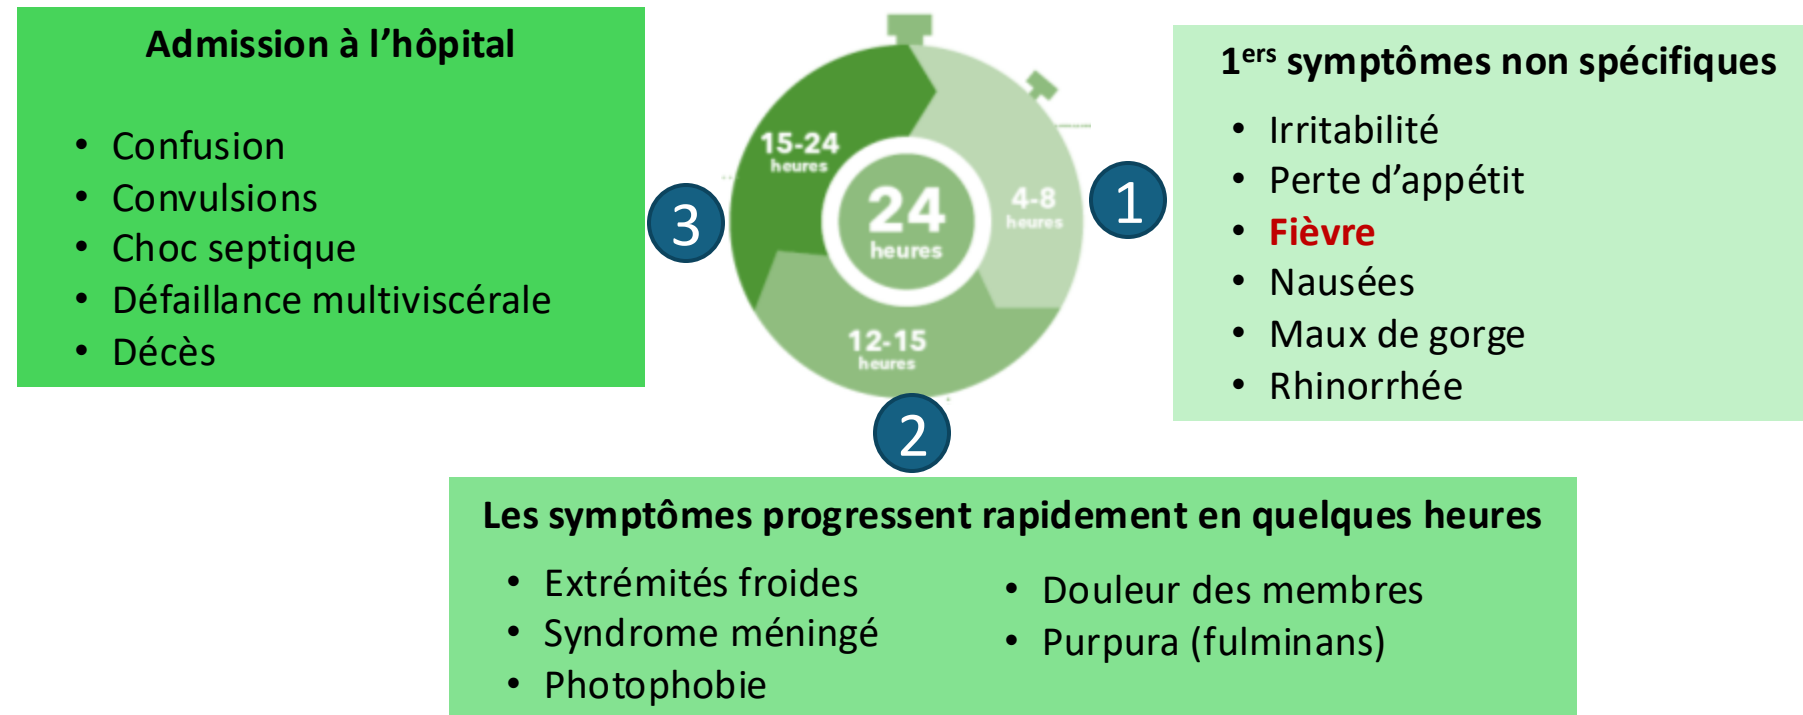 Admission à l’hôpital
• Confusion
• Convulsions
• Choc septique
• Défaillance multiviscérale
• Décès
3
15-24
heures
24
heures
4-8
heures
12-15
heures
1
1ers symptômes non spécifiques
• Irritabilité
• Perte d’appétit
• Fièvre
• Nausées
• Maux de gorge
• Rhinorrhée
2
Les symptômes progressent rapidement en quelques heures
• Extrémités froides
• Syndrome méningé
• Photophobie
• Douleur des membres
• Purpura (fulminans)